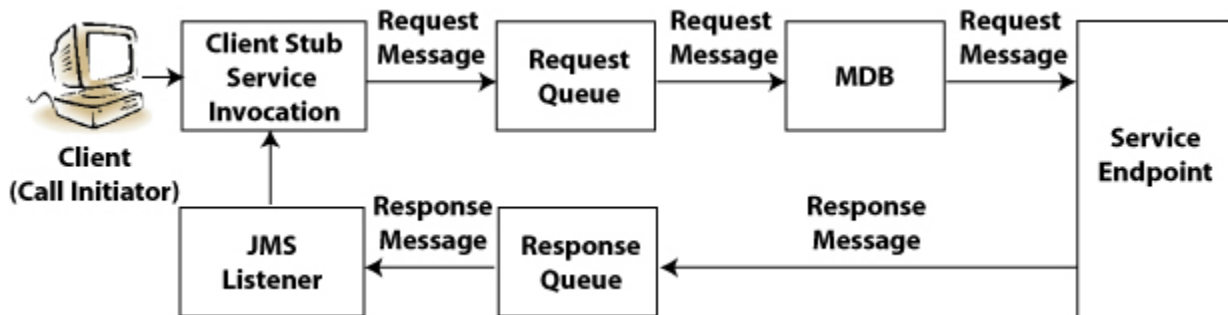 Client
(Call Initiator)
Client Stub
Service
Invocation
Request
Message
Request
Queue
Request
Message
MDB
Request
Message
Service
Endpoint
Response
Message
Response
Queue
Response
Message
JMS
Listener